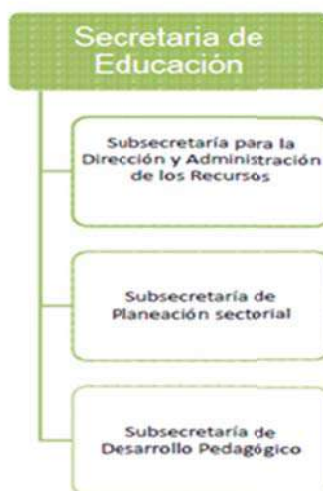 Secretaria de
Educación
Subsecretaría para la
Dirección y Administración
de los Recursos
Subsecretaría de
Planeación sectorial
Subsecretaría de
Desarrollo Pedagógico